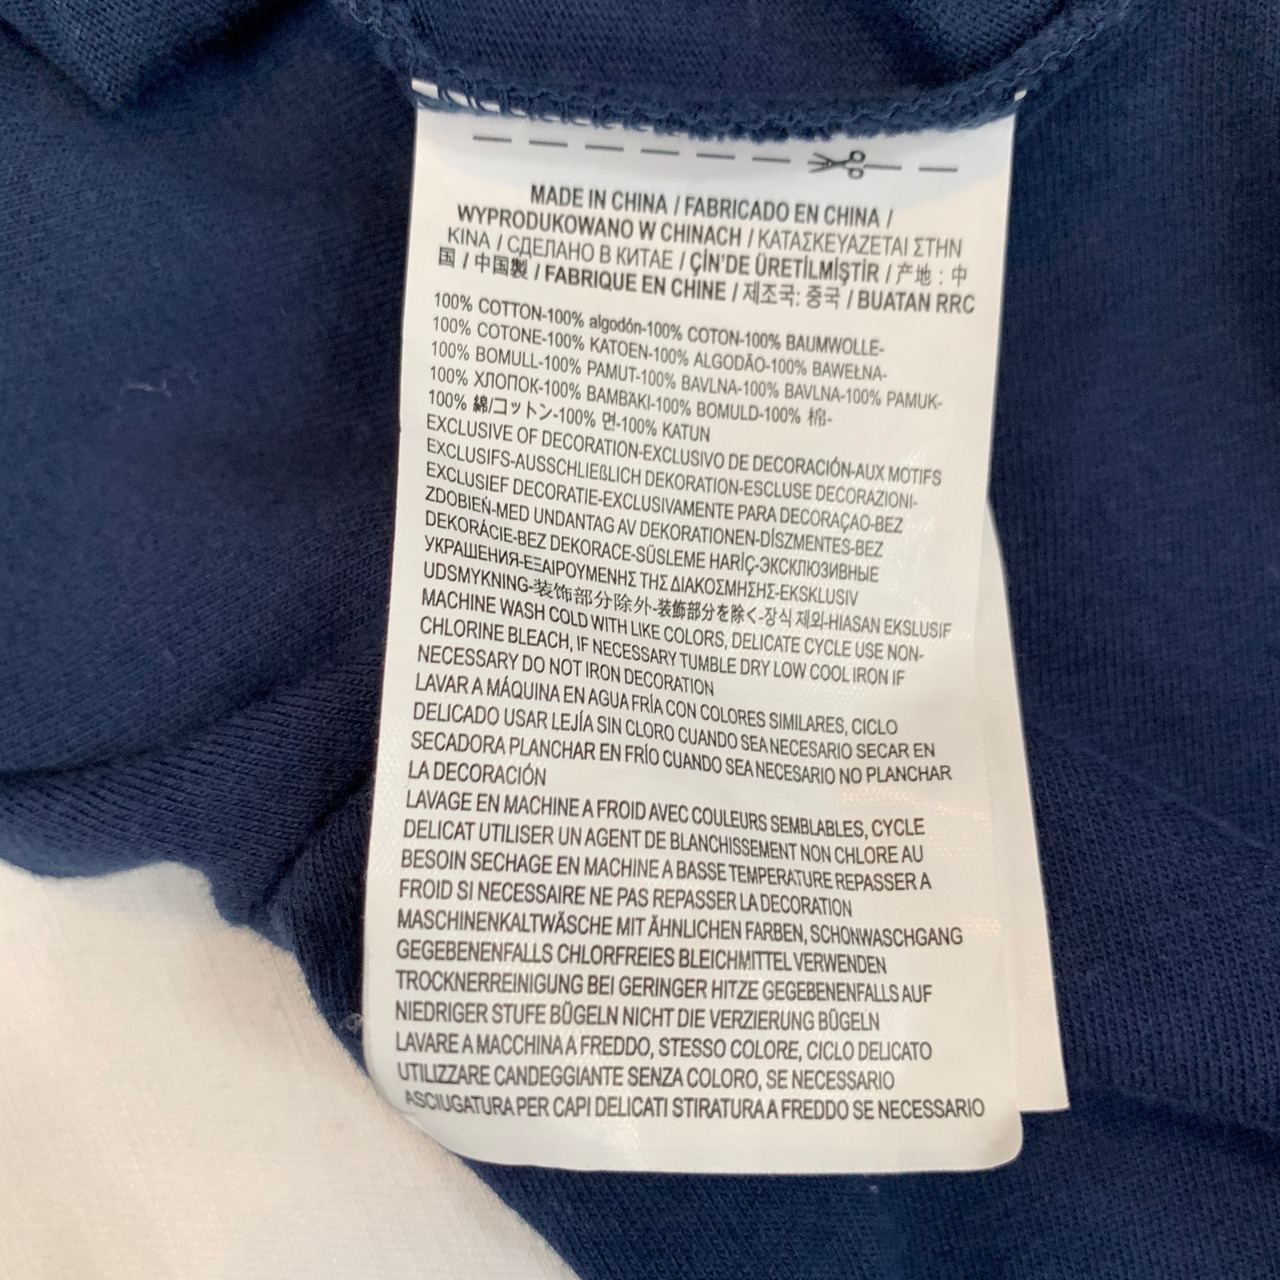 MADE IN CHINA / FABRICADO EN CHINA /
WYPRODUKOWANO W CHINACH / ΚΑΤΑΣΚΕΥΑΖΕΤΑΙ ΣΤΗΝ
ΚΙΝΑ / СДЕЛАНО В КИТАЕ / ÇİN'DE ÜRETİLMİŞTİR / 产地 : 中
国 / 中国製 / FABRIQUE EN CHINE / 제조국: 중국 / BUATAN RRC
100% COTTON-100% algodón-100% COTON-100% BAUMWOLLE-
100% COTONE-100% KATOEN-100% ALGODÃO-100% BAWEŁNA-
100% BOMULL-100% PAMUT-100% BAVLNA-100% BAVLNA-100% PAMUK-
100% ХЛОПОК-100% ΒΑΜΒΆΚΙ-100% BOMULD-100% 棉-
100% 綿/コットン-100% 면-100% KATUN
EXCLUSIVE OF DECORATION-EXCLUSIVO DE DECORACIÓN-AUX MOTIFS
EXCLUSIFS-AUSSCHLIEßLICH DEKORATION-ESCLUSE DECORAZIONI-
EXCLUSIEF DECORATIE-EXCLUSIVAMENTE PARA DECORAÇAO-BEZ
ZDOBIEŃ-MED UNDANTAG AV DEKORATIONEN-DÍSZMENTES-BEZ
DEKORÁCIE-BEZ DEKORACE-SÜSLEME HARİÇ-ЭКСКЛЮЗИВНЫЕ
УКРАШЕНИЯ-ΕΞΑΙΡΟΥΜΕΝΗΣ ΤΗΣ ΔΙΑΚΟΣΜΗΣΗΣ-EKSKLUSIV
UDSMYKNING-装饰部分除外-装飾部分を除く-장식 제외-HIASAN EKSLUSIF
MACHINE WASH COLD WITH LIKE COLORS, DELICATE CYCLE USE NON-
CHLORINE BLEACH, IF NECESSARY TUMBLE DRY LOW COOL IRON IF
NECESSARY DO NOT IRON DECORATION
LAVAR A MÁQUINA EN AGUA FRÍA CON COLORES SIMILARES, CICLO
DELICADO USAR LEJÍA SIN CLORO CUANDO SEA NECESARIO SECAR EN
SECADORA PLANCHAR EN FRÍO CUANDO SEA NECESARIO NO PLANCHAR
LA DECORACIÓN
LAVAGE EN MACHINE A FROID AVEC COULEURS SEMBLABLES, CYCLE
DELICAT UTILISER UN AGENT DE BLANCHISSEMENT NON CHLORE AU
BESOIN SECHAGE EN MACHINE A BASSE TEMPERATURE REPASSER A
FROID SI NECESSAIRE NE PAS REPASSER LA DECORATION
MASCHINENKALTWÄSCHE MIT ÄHNLICHEN FARBEN, SCHONWASCHGANG
GEGEBENENFALLS CHLORFREIES BLEICHMITTEL VERWENDEN
TROCKNERREINIGUNG BEI GERINGER HITZE GEGEBENENFALLS AUF
NIEDRIGER STUFE BÜGELN NICHT DIE VERZIERUNG BÜGELN
LAVARE A MACCHINA A FREDDO, STESSO COLORE, CICLO DELICATO
UTILIZZARE CANDEGGIANTE SENZA COLORO, SE NECESSARIO
ASCIUGATURA PER CAPI DELICATI STIRATURA A FREDDO SE NECESSARIO